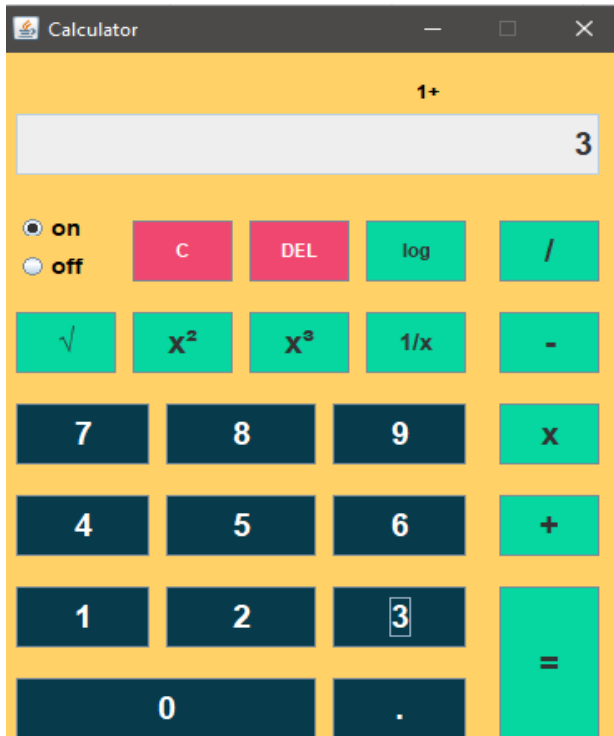 Calculator
1+
3
on
off
C DEL log /
√ x² x³ 1/x -
7 8 9 x
4 5 6 +
1 2 3 =
0 .